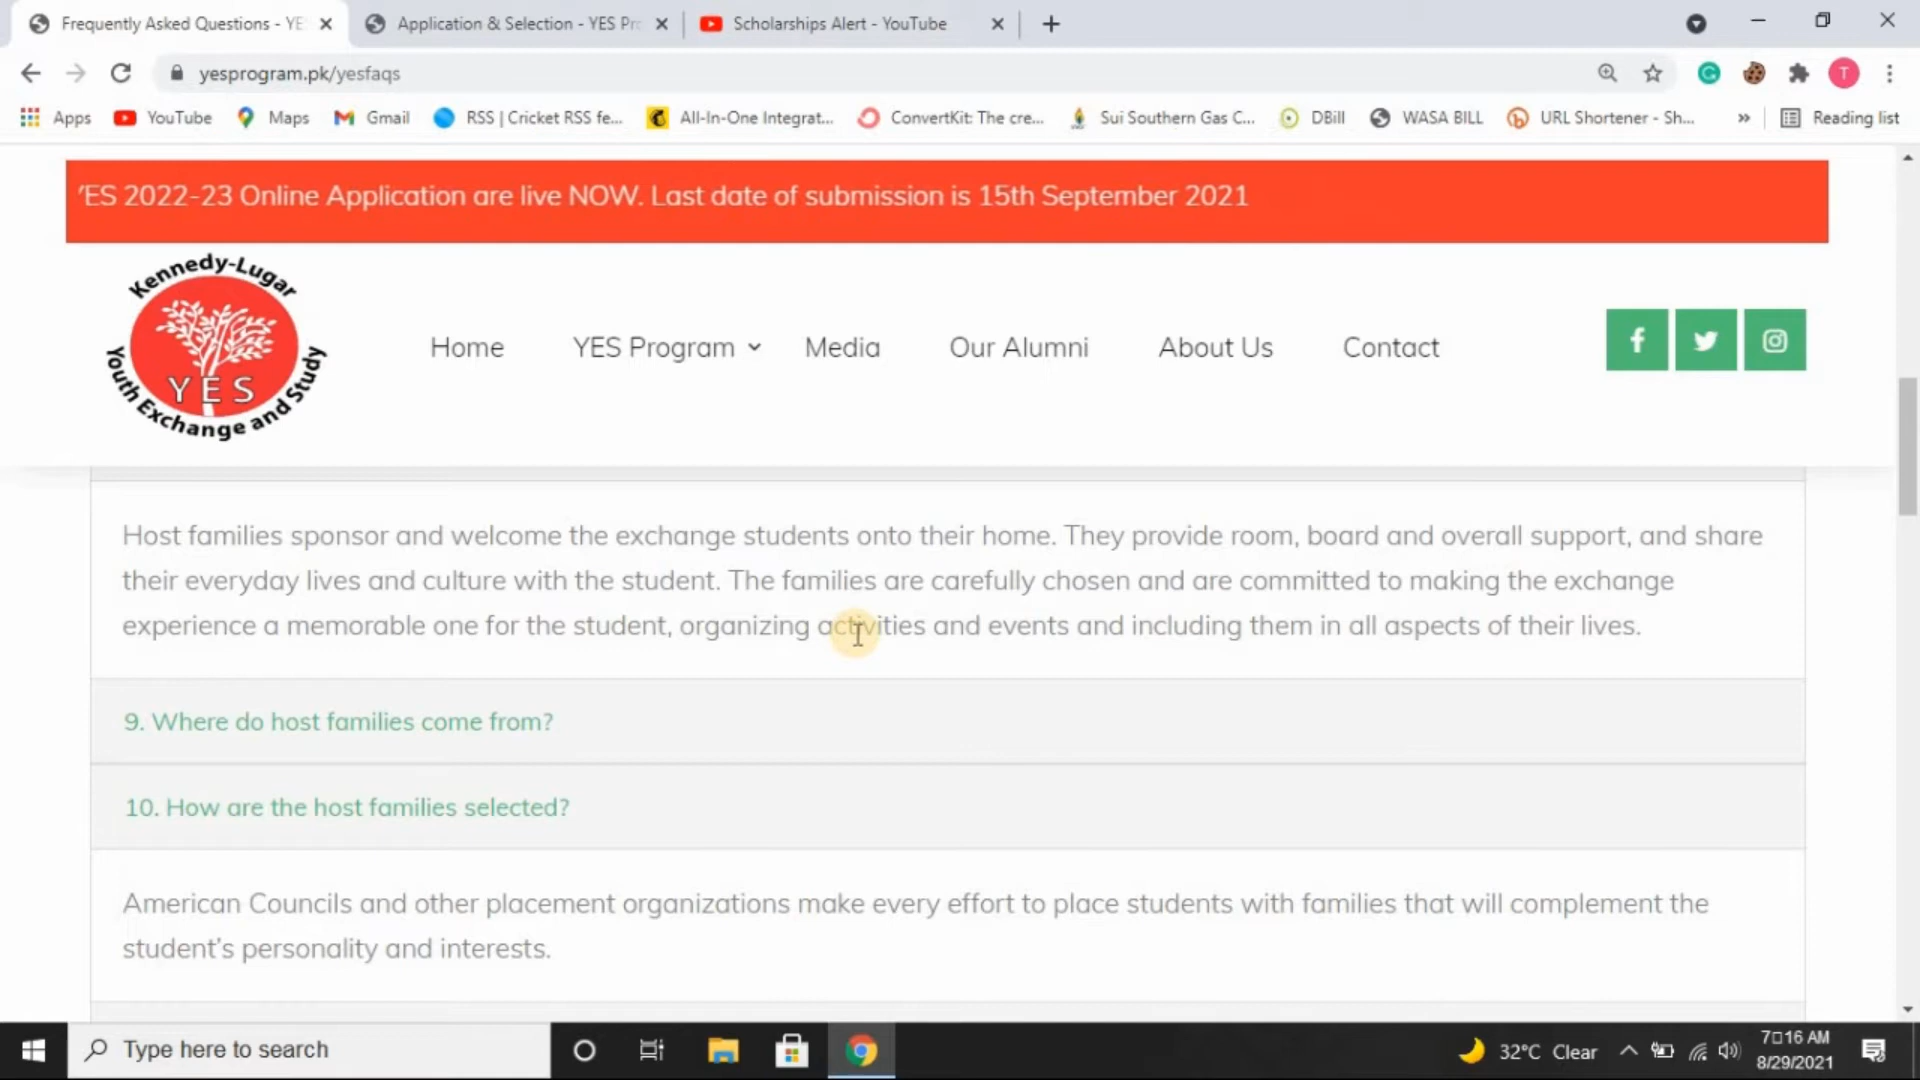 Frequently Asked Questions - YE
Application & Selection - YES Pr
Scholarships Alert - YouTube
yesprogram.pk/yesfaqs
T
Apps
YouTube
Maps
Gmail
RSS | Cricket RSS fe...
All-In-One Integrat...
ConvertKit: The cre...
Sui Southern Gas C...
DBill
WASA BILL
URL Shortener - Sh...
»
Reading list
ES 2022-23 Online Application are live NOW. Last date of submission is 15th September 2021
Kennedy-Lugar
YES
Youth Exchange and Study
Home
YES Program
Media
Our Alumni
About Us
Contact
Host families sponsor and welcome the exchange students onto their home. They provide room, board and overall support, and share
their everyday lives and culture with the student. The families are carefully chosen and are committed to making the exchange
experience a memorable one for the student, organizing activities and events and including them in all aspects of their lives.
9. Where do host families come from?
10. How are the host families selected?
American Councils and other placement organizations make every effort to place students with families that will complement the
student's personality and interests.
Type here to search
32°C Clear
7▯16 AM
8/29/2021